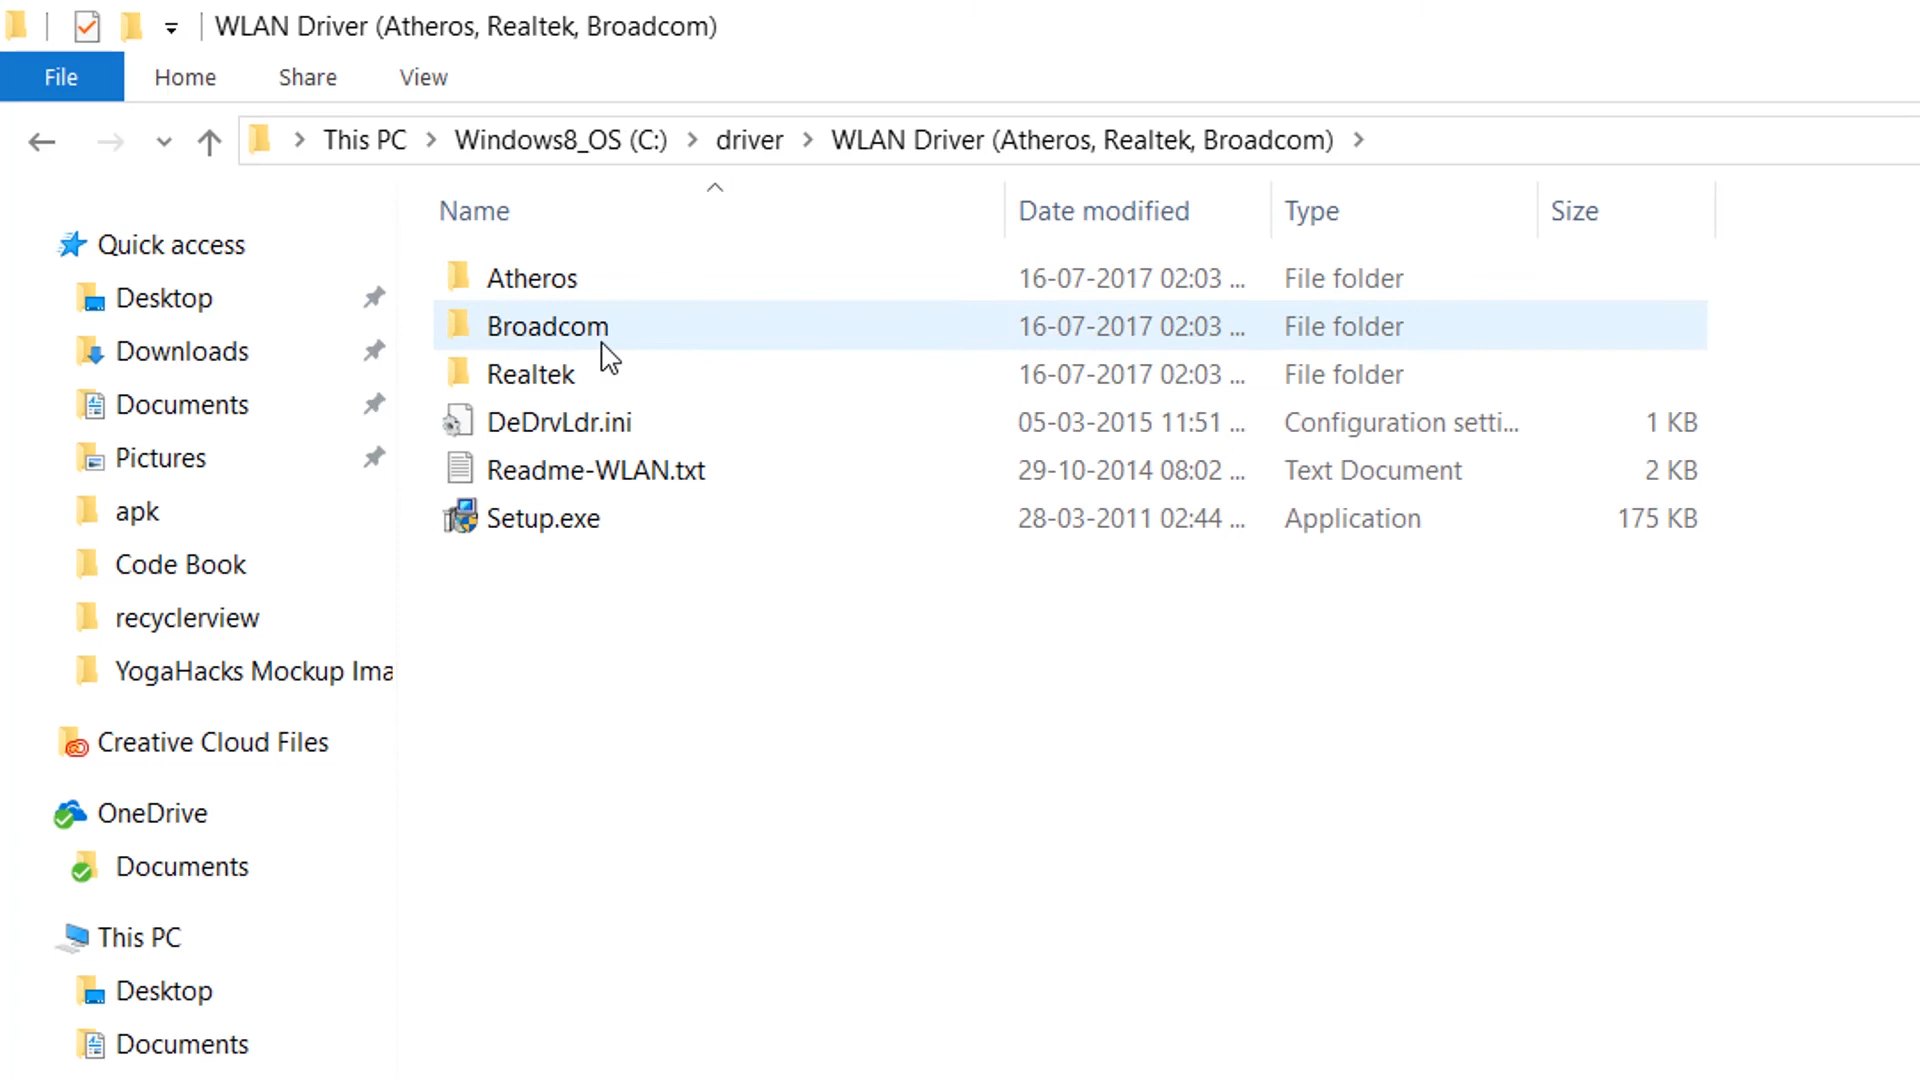 WLAN Driver (Atheros, Realtek, Broadcom)
File Home Share View
This PC Windows8_OS (C:) driver WLAN Driver (Atheros, Realtek, Broadcom)
Name Date modified Type Size
Quick access
Desktop
Downloads
Documents
Pictures
apk
Code Book
recyclerview
YogaHacks Mockup Ima
Creative Cloud Files
OneDrive
Documents
This PC
Desktop
Documents
Atheros 16-07-2017 02:03 ... File folder
Broadcom 16-07-2017 02:03 ... File folder
Realtek 16-07-2017 02:03 ... File folder
DeDrvLdr.ini 05-03-2015 11:51 ... Configuration setti... 1 KB
Readme-WLAN.txt 29-10-2014 08:02 ... Text Document 2 KB
Setup.exe 28-03-2011 02:44 ... Application 175 KB